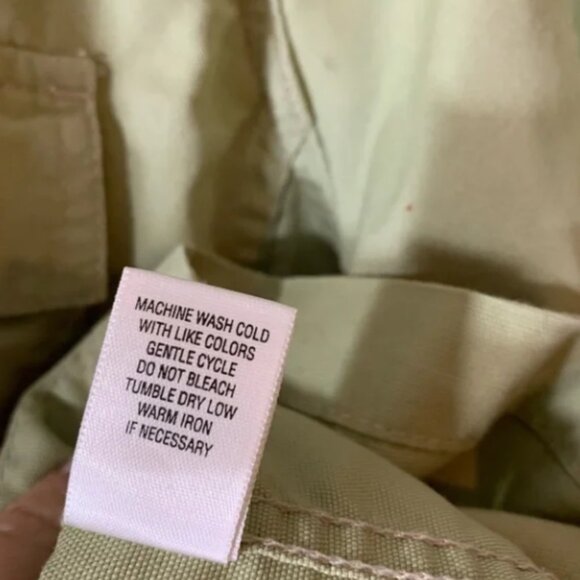 MACHINE WASH COLD
WITH LIKE COLORS
GENTLE CYCLE
DO NOT BLEACH
TUMBLE DRY LOW
WARM IRON
IF NECESSARY